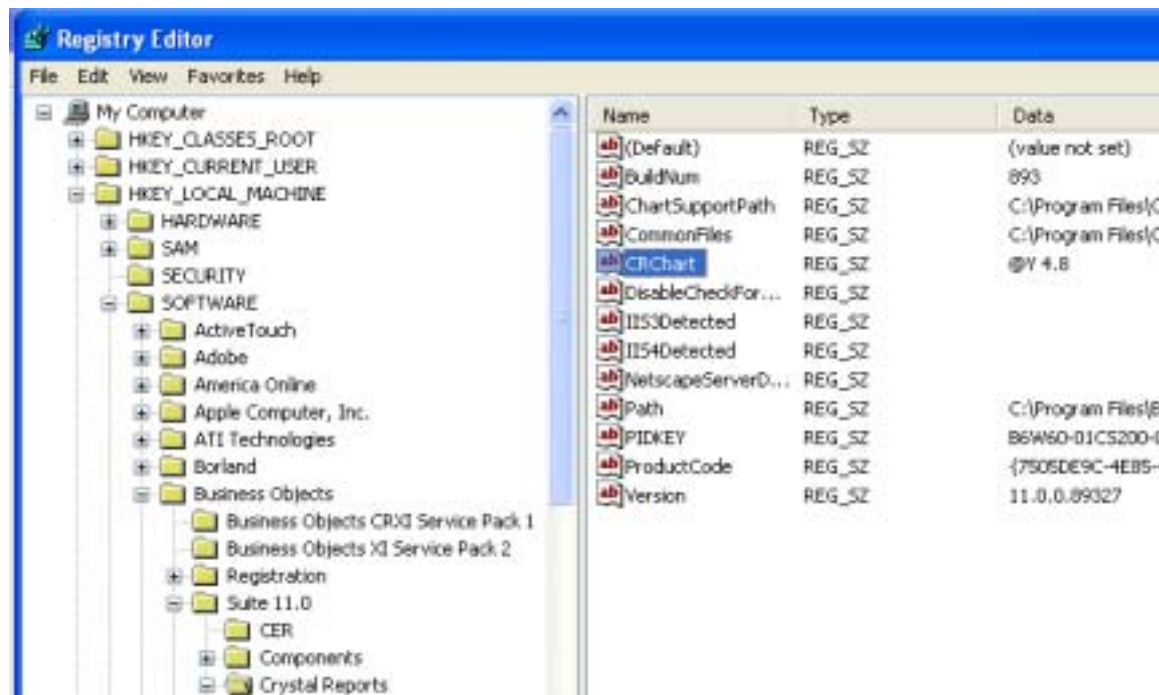 Registry Editor
File Edit View Favorites Help
My Computer
HKEY_CLASSES_ROOT
HKEY_CURRENT_USER
HKEY_LOCAL_MACHINE
HARDWARE
SAM
SECURITY
SOFTWARE
ActiveTouch
Adobe
America Online
Apple Computer, Inc.
ATI Technologies
Borland
Business Objects
Business Objects CRXI Service Pack 1
Business Objects XI Service Pack 2
Registration
Suite 11.0
CER
Components
Crystal Reports
Name Type Data
(Default) REG_SZ (value not set)
BuildNum REG_SZ 893
ChartSupportPath REG_SZ C:\Program Files\C
CommonFiles REG_SZ C:\Program Files\C
CRChart REG_SZ @Y 4.8
DisableCheckFor... REG_SZ
IIS3Detected REG_SZ
IIS4Detected REG_SZ
NetscapeServerD... REG_SZ
Path REG_SZ C:\Program Files\B
PIDKEY REG_SZ
ProductCode REG_SZ {7505DE9C-4EB5-
Version REG_SZ 11.0.0.89327